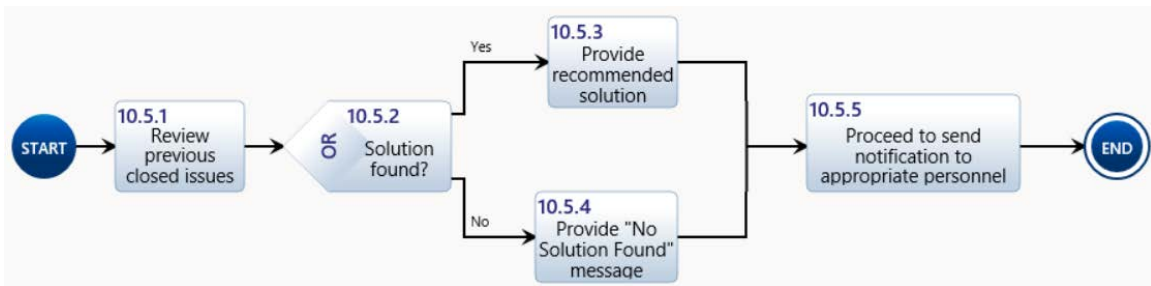 START
10.5.1
Review
previous
closed issues
OR
10.5.2
Solution
found?
Yes
10.5.3
Provide
recommended
solution
No
10.5.4
Provide "No
Solution Found"
message
10.5.5
Proceed to send
notification to
appropriate personnel
END